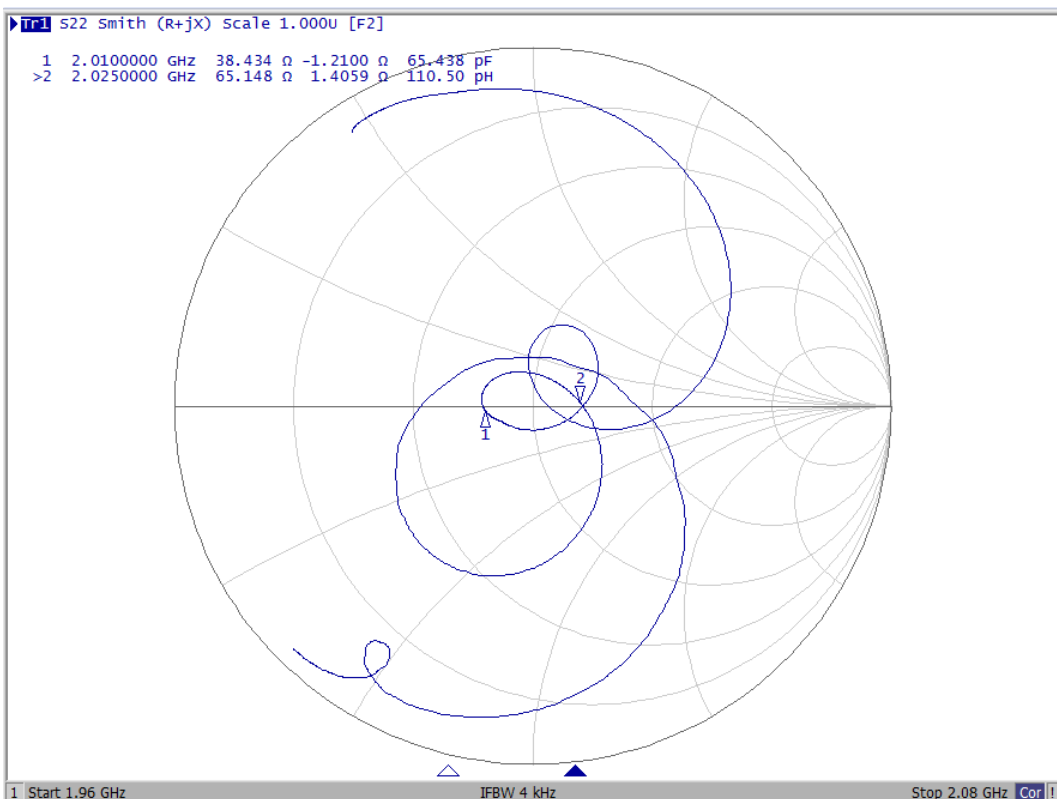 Tr1 S22 Smith (R+jX) Scale 1.000U [F2]
1 2.0100000 GHz 38.434 Ω -1.2100 Ω 65.438 pF
>2 2.0250000 GHz 65.148 Ω 1.4059 Ω 110.50 pH
2
1
1 Start 1.96 GHz IFBW 4 kHz Stop 2.08 GHz Cor !